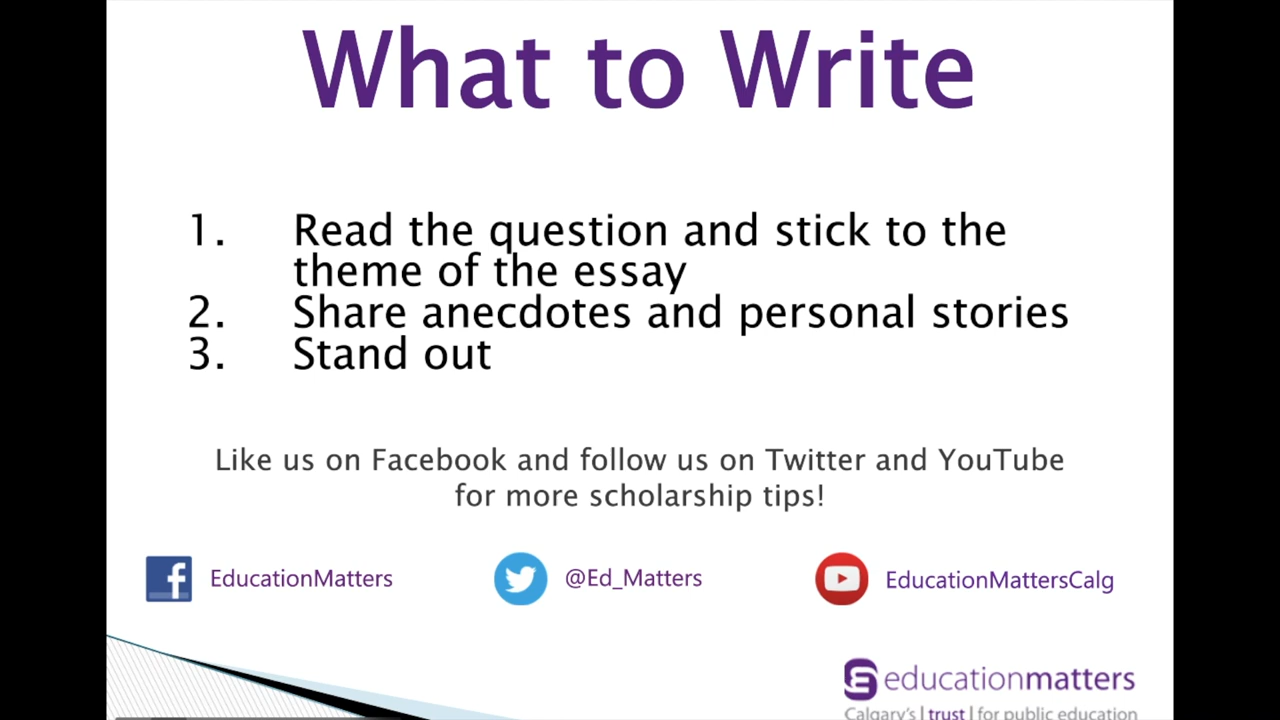 What to Write
1. Read the question and stick to the
theme of the essay
2. Share anecdotes and personal stories
3. Stand out
Like us on Facebook and follow us on Twitter and YouTube
for more scholarship tips!
EducationMatters
@Ed_Matters
EducationMattersCalg
educationmatters
Calgary's | trust | for public education